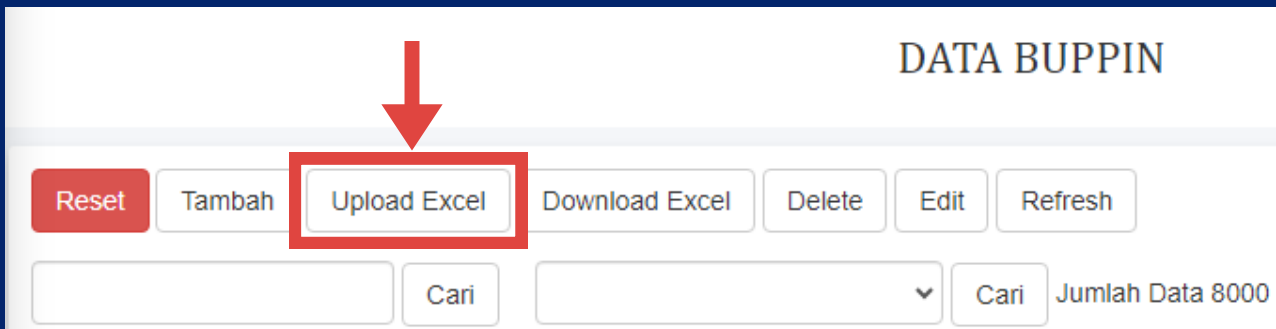 DATA BUPPIN
Reset Tambah Upload Excel Download Excel Delete Edit Refresh
Cari Cari Jumlah Data 8000